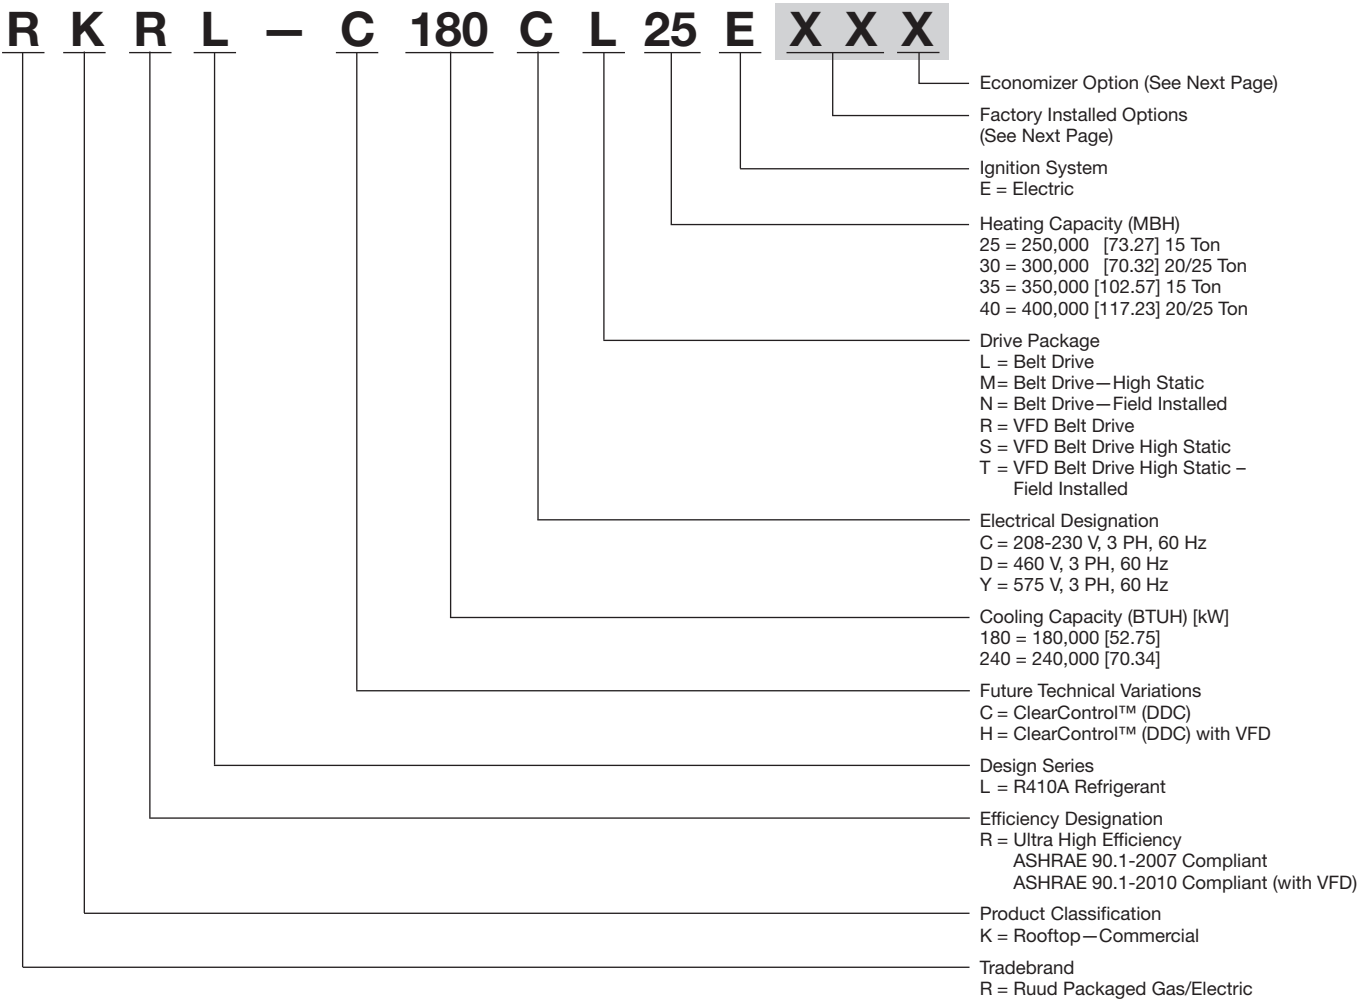 R K R L — C 180 C L 25 E X X X
Economizer Option (See Next Page)
Factory Installed Options
(See Next Page)
Ignition System
E = Electric
Heating Capacity (MBH)
25 = 250,000 [73.27] 15 Ton
30 = 300,000 [70.32] 20/25 Ton
35 = 350,000 [102.57] 15 Ton
40 = 400,000 [117.23] 20/25 Ton
Drive Package
L = Belt Drive
M= Belt Drive—High Static
N = Belt Drive—Field Installed
R = VFD Belt Drive
S = VFD Belt Drive High Static
T = VFD Belt Drive High Static –
Field Installed
Electrical Designation
C = 208-230 V, 3 PH, 60 Hz
D = 460 V, 3 PH, 60 Hz
Y = 575 V, 3 PH, 60 Hz
Cooling Capacity (BTUH) [kW]
180 = 180,000 [52.75]
240 = 240,000 [70.34]
Future Technical Variations
C = ClearControl™ (DDC)
H = ClearControl™ (DDC) with VFD
Design Series
L = R410A Refrigerant
Efficiency Designation
R = Ultra High Efficiency
ASHRAE 90.1-2007 Compliant
ASHRAE 90.1-2010 Compliant (with VFD)
Product Classification
K = Rooftop—Commercial
Tradebrand
R = Ruud Packaged Gas/Electric